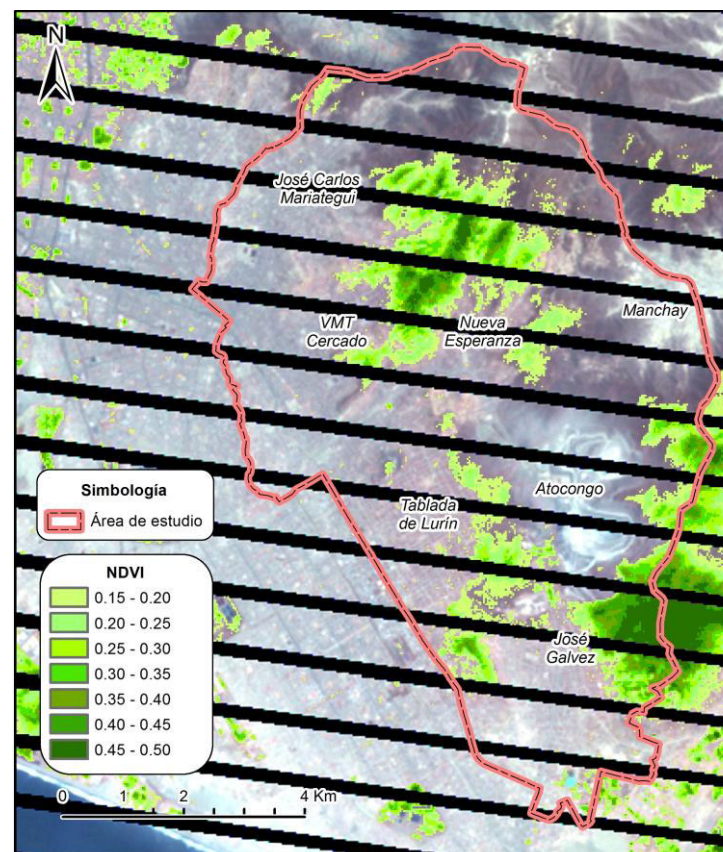 N
José Carlos
Mariategui
Manchay
VMT
Cercado
Nueva
Esperanza
Atocongo
Tablada
de Lurín
José
Galvez
Simbología
Área de estudio
NDVI
0.15 - 0.20
0.20 - 0.25
0.25 - 0.30
0.30 - 0.35
0.35 - 0.40
0.40 - 0.45
0.45 - 0.50
0 1 2 4 Km